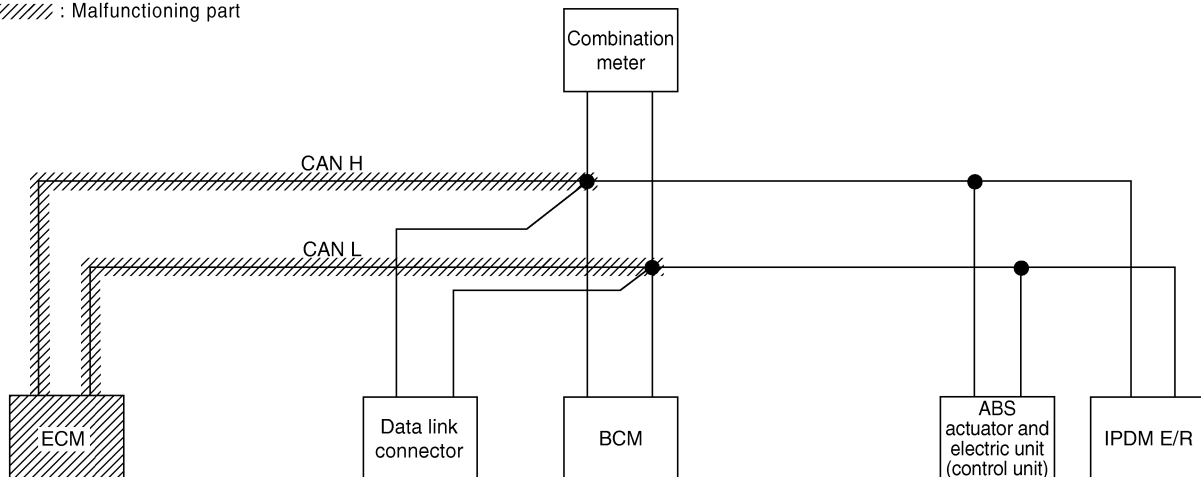 : Malfunctioning part
Combination
meter
CAN H
CAN L
ECM
Data link
connector
BCM
ABS
actuator and
electric unit
(control unit)
IPDM E/R